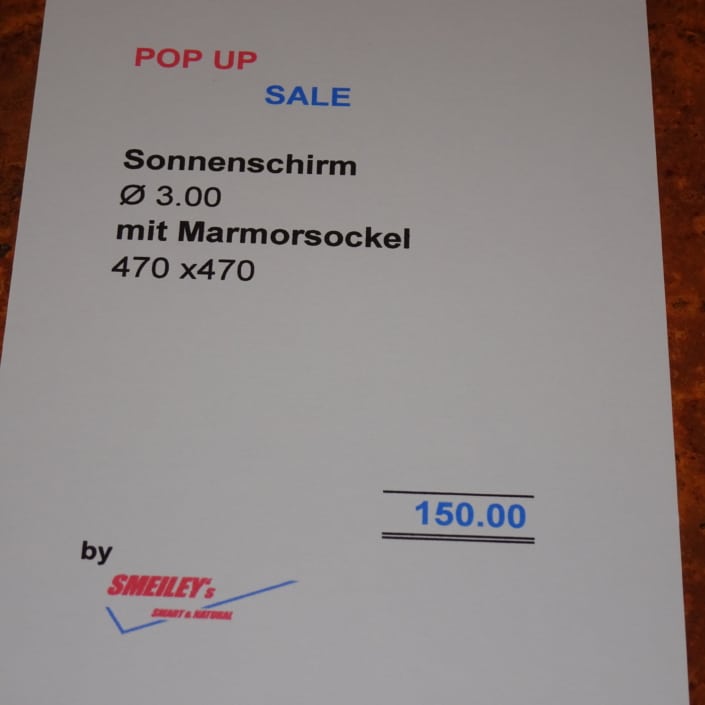 POP UP
SALE
Sonnenschirm
Ø 3.00
mit Marmorsockel
470 x470
150.00
by
SMEILEY's
SMART & NATURAL